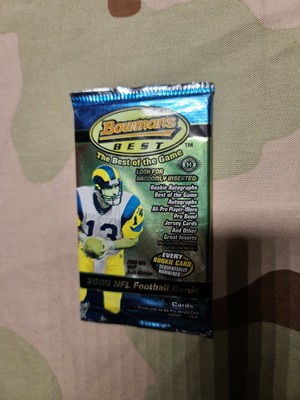 Bowman's
BEST
™
The Best of the Game
LOOK FOR
RANDOMLY INSERTED
Rookie Autographs
Best of the Game
Autographs
All-Pro Player-Worn
Pro Bowl
Jersey Cards
And Other
Great Inserts
EVERY
ROOKIE CARD
SEQUENTIALLY
NUMBERED
13
13
2000 NFL Football Cards
Cards